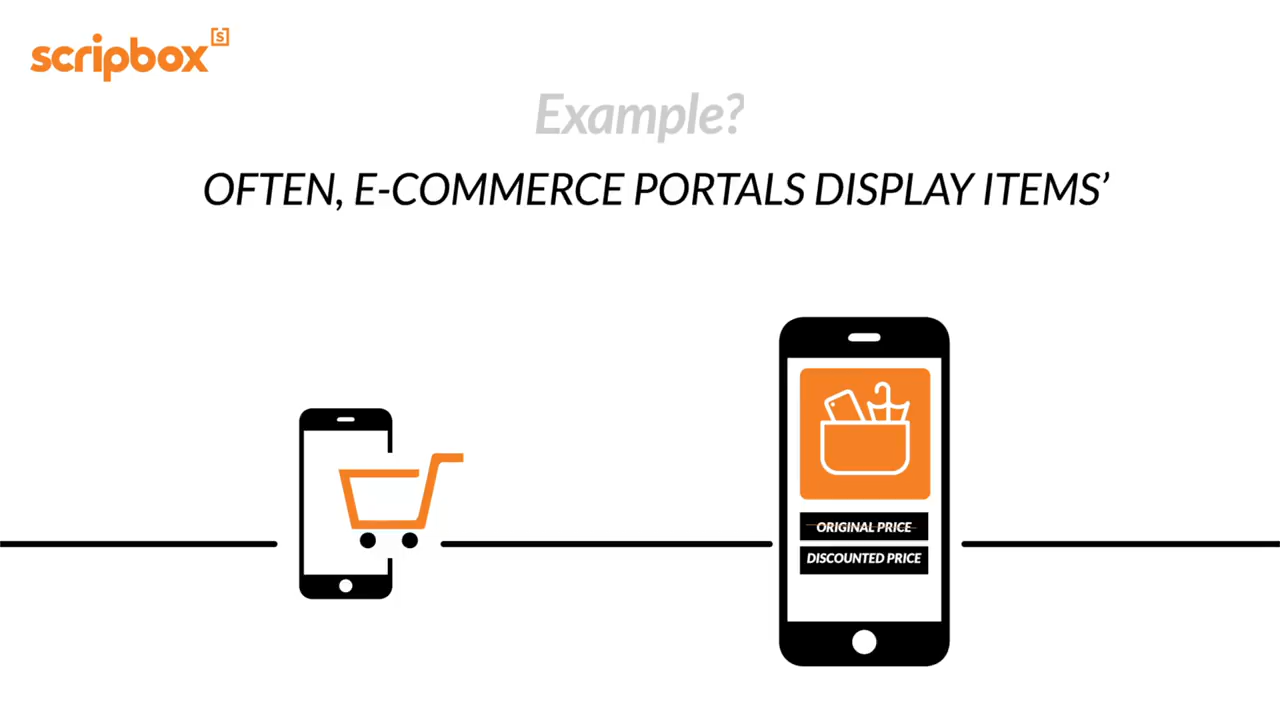 scripbox
S
Example?
OFTEN, E-COMMERCE PORTALS DISPLAY ITEMS’
ORIGINAL PRICE
DISCOUNTED PRICE